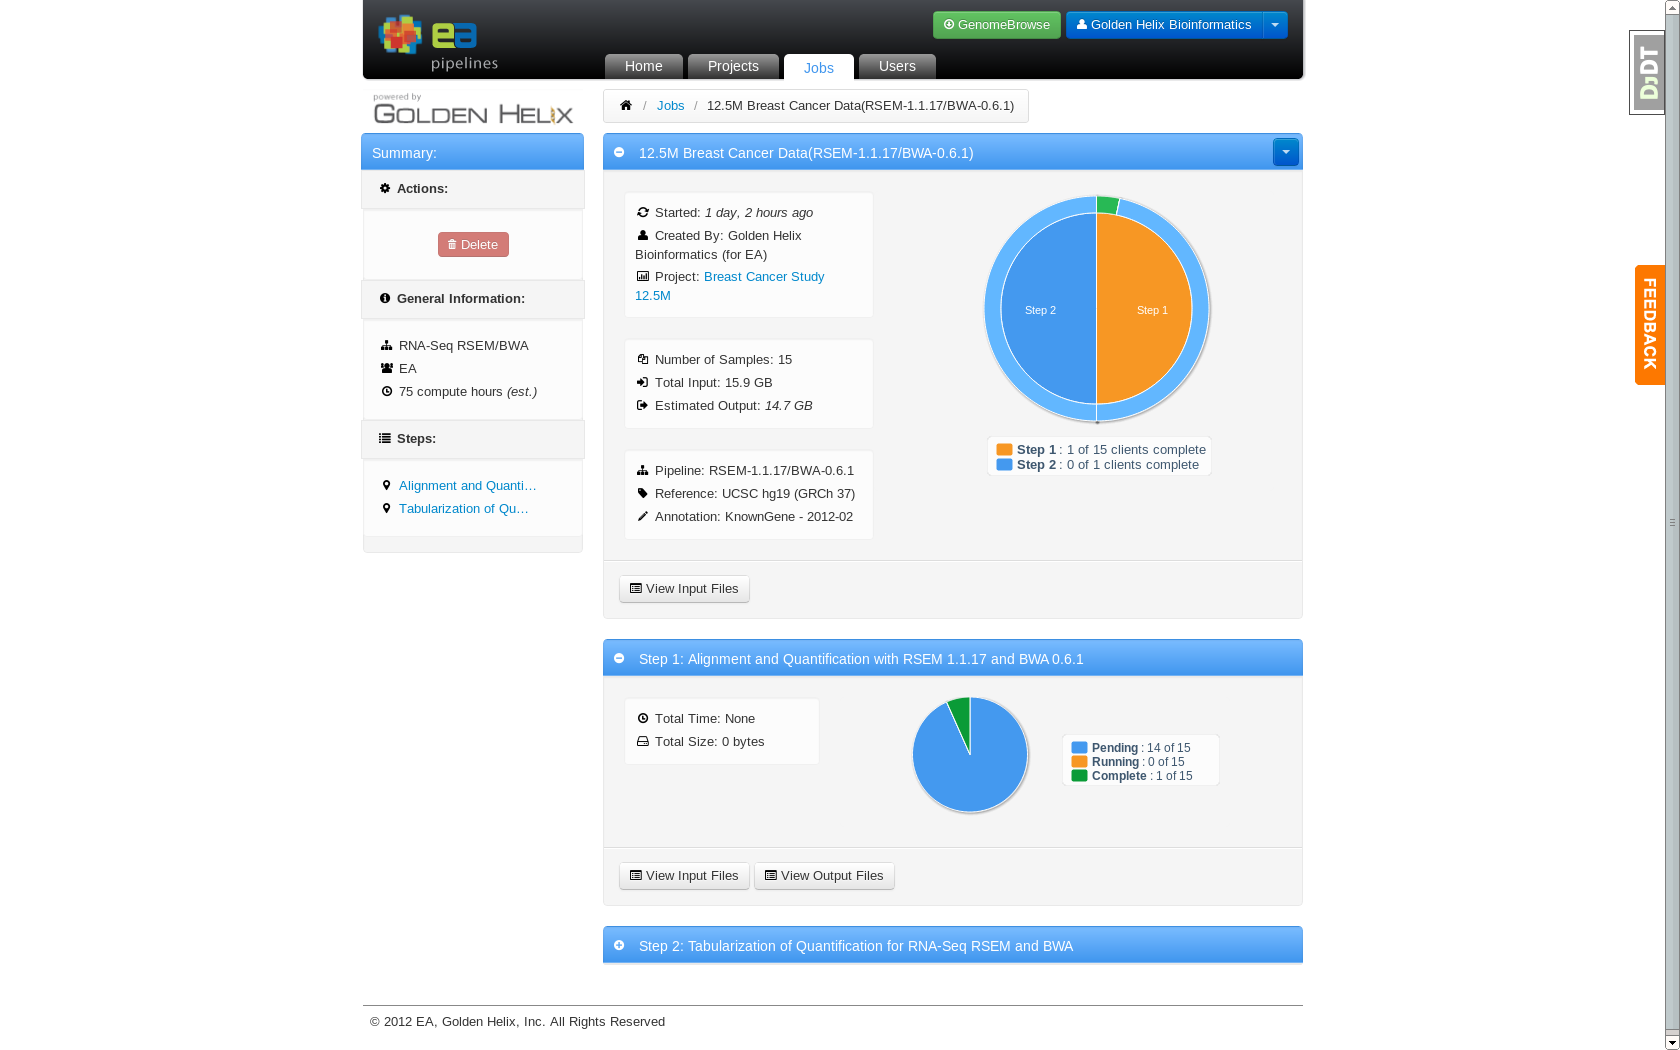 ea
pipelines
GenomeBrowse
Golden Helix Bioinformatics
Home
Projects
Jobs
Users
DjDT
powered by
GOLDEN HELIX
/ Jobs / 12.5M Breast Cancer Data(RSEM-1.1.17/BWA-0.6.1)
Summary:
Actions:
Delete
General Information:
RNA-Seq RSEM/BWA
EA
75 compute hours (est.)
Steps:
Alignment and Quanti…
Tabularization of Qu…
12.5M Breast Cancer Data(RSEM-1.1.17/BWA-0.6.1)
Started: 1 day, 2 hours ago
Created By: Golden Helix
Bioinformatics (for EA)
Project: Breast Cancer Study
12.5M
Number of Samples: 15
Total Input: 15.9 GB
Estimated Output: 14.7 GB
Pipeline: RSEM-1.1.17/BWA-0.6.1
Reference: UCSC hg19 (GRCh 37)
Annotation: KnownGene - 2012-02
Step 2
Step 1
Step 1 : 1 of 15 clients complete
Step 2 : 0 of 1 clients complete
FEEDBACK
View Input Files
Step 1: Alignment and Quantification with RSEM 1.1.17 and BWA 0.6.1
Total Time: None
Total Size: 0 bytes
Pending : 14 of 15
Running : 0 of 15
Complete : 1 of 15
View Input Files
View Output Files
Step 2: Tabularization of Quantification for RNA-Seq RSEM and BWA
© 2012 EA, Golden Helix, Inc. All Rights Reserved